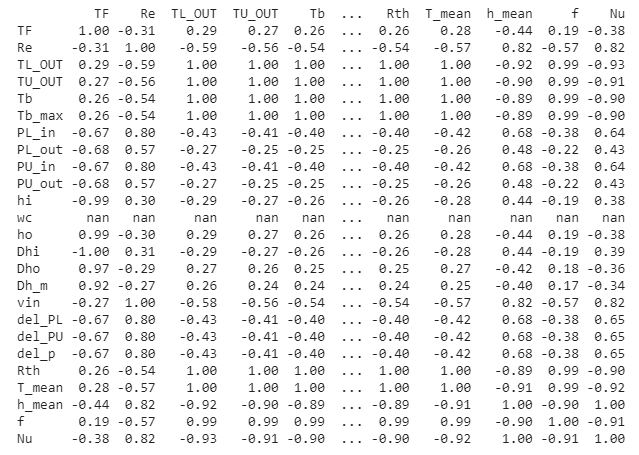 TF Re TL_OUT TU_OUT Tb ... Rth T_mean h_mean f Nu
TF 1.00 -0.31 0.29 0.27 0.26 ... 0.26 0.28 -0.44 0.19 -0.38
Re -0.31 1.00 -0.59 -0.56 -0.54 ... -0.54 -0.57 0.82 -0.57 0.82
TL_OUT 0.29 -0.59 1.00 1.00 1.00 ... 1.00 1.00 -0.92 0.99 -0.93
TU_OUT 0.27 -0.56 1.00 1.00 1.00 ... 1.00 1.00 -0.90 0.99 -0.91
Tb 0.26 -0.54 1.00 1.00 1.00 ... 1.00 1.00 -0.89 0.99 -0.90
Tb_max 0.26 -0.54 1.00 1.00 1.00 ... 1.00 1.00 -0.89 0.99 -0.90
PL_in -0.67 0.80 -0.43 -0.41 -0.40 ... -0.40 -0.42 0.68 -0.38 0.64
PL_out -0.68 0.57 -0.27 -0.25 -0.25 ... -0.25 -0.26 0.48 -0.22 0.43
PU_in -0.67 0.80 -0.43 -0.41 -0.40 ... -0.40 -0.42 0.68 -0.38 0.64
PU_out -0.68 0.57 -0.27 -0.25 -0.25 ... -0.25 -0.26 0.48 -0.22 0.43
hi -0.99 0.30 -0.29 -0.27 -0.26 ... -0.26 -0.28 0.44 -0.19 0.38
wc nan nan nan nan nan ... nan nan nan nan nan
ho 0.99 -0.30 0.29 0.27 0.26 ... 0.26 0.28 -0.44 0.19 -0.38
Dhi -1.00 0.31 -0.29 -0.27 -0.26 ... -0.26 -0.28 0.44 -0.19 0.39
Dho 0.97 -0.29 0.27 0.26 0.25 ... 0.25 0.27 -0.42 0.18 -0.36
Dh_m 0.92 -0.27 0.26 0.24 0.24 ... 0.24 0.25 -0.40 0.17 -0.34
vin -0.27 1.00 -0.58 -0.56 -0.54 ... -0.54 -0.57 0.82 -0.57 0.82
del_PL -0.67 0.80 -0.43 -0.41 -0.40 ... -0.40 -0.42 0.68 -0.38 0.65
del_PU -0.67 0.80 -0.43 -0.41 -0.40 ... -0.40 -0.42 0.68 -0.38 0.65
del_p -0.67 0.80 -0.43 -0.41 -0.40 ... -0.40 -0.42 0.68 -0.38 0.65
Rth 0.26 -0.54 1.00 1.00 1.00 ... 1.00 1.00 -0.89 0.99 -0.90
T_mean 0.28 -0.57 1.00 1.00 1.00 ... 1.00 1.00 -0.91 0.99 -0.92
h_mean -0.44 0.82 -0.92 -0.90 -0.89 ... -0.89 -0.91 1.00 -0.90 1.00
f 0.19 -0.57 0.99 0.99 0.99 ... 0.99 0.99 -0.90 1.00 -0.91
Nu -0.38 0.82 -0.93 -0.91 -0.90 ... -0.90 -0.92 1.00 -0.91 1.00